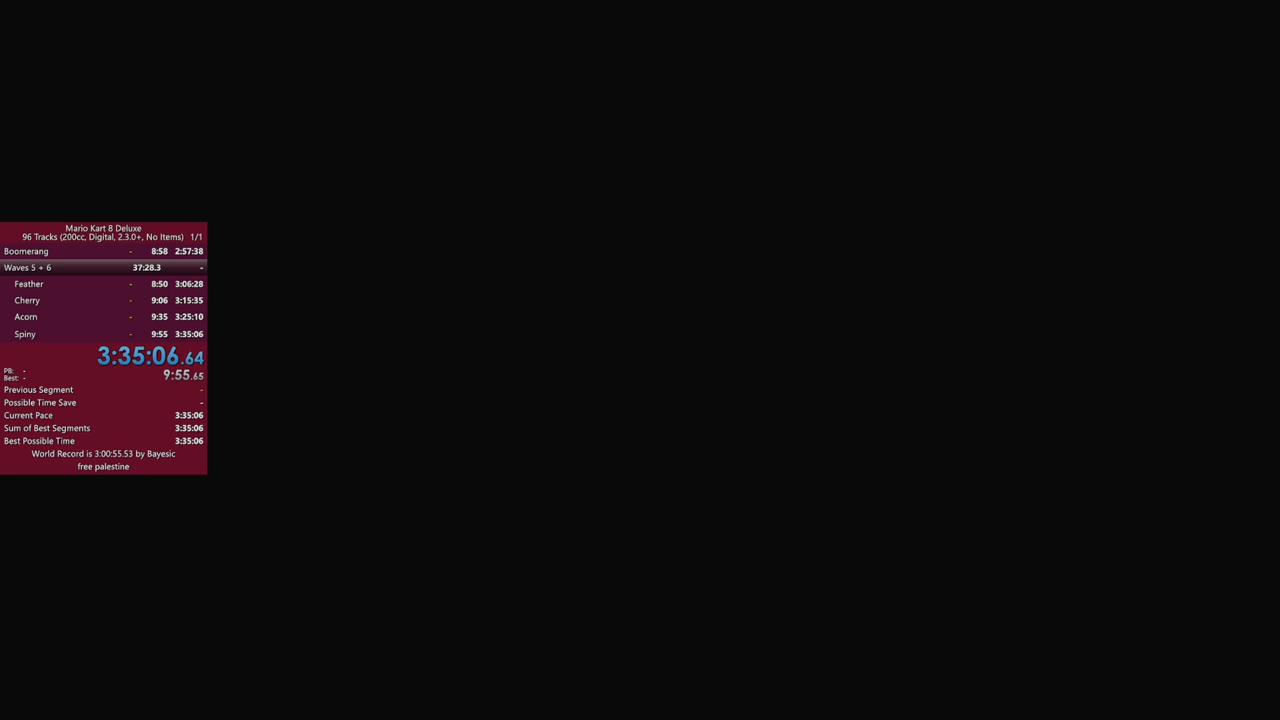 Mario Kart 8 Deluxe
96 Tracks (200cc, Digital, 2.3.0+, No Items) 1/1
Boomerang - 8:58 2:57:38
Waves 5 + 6 37:28.3 -
Feather - 8:50 3:06:28
Cherry - 9:06 3:15:35
Acorn - 9:35 3:25:10
Spiny - 9:55 3:35:06
3:35:06.64
PB: -
Best: -
9:55.65
Previous Segment -
Possible Time Save -
Current Pace 3:35:06
Sum of Best Segments 3:35:06
Best Possible Time 3:35:06
World Record is 3:00:55.53 by Bayesic
free palestine